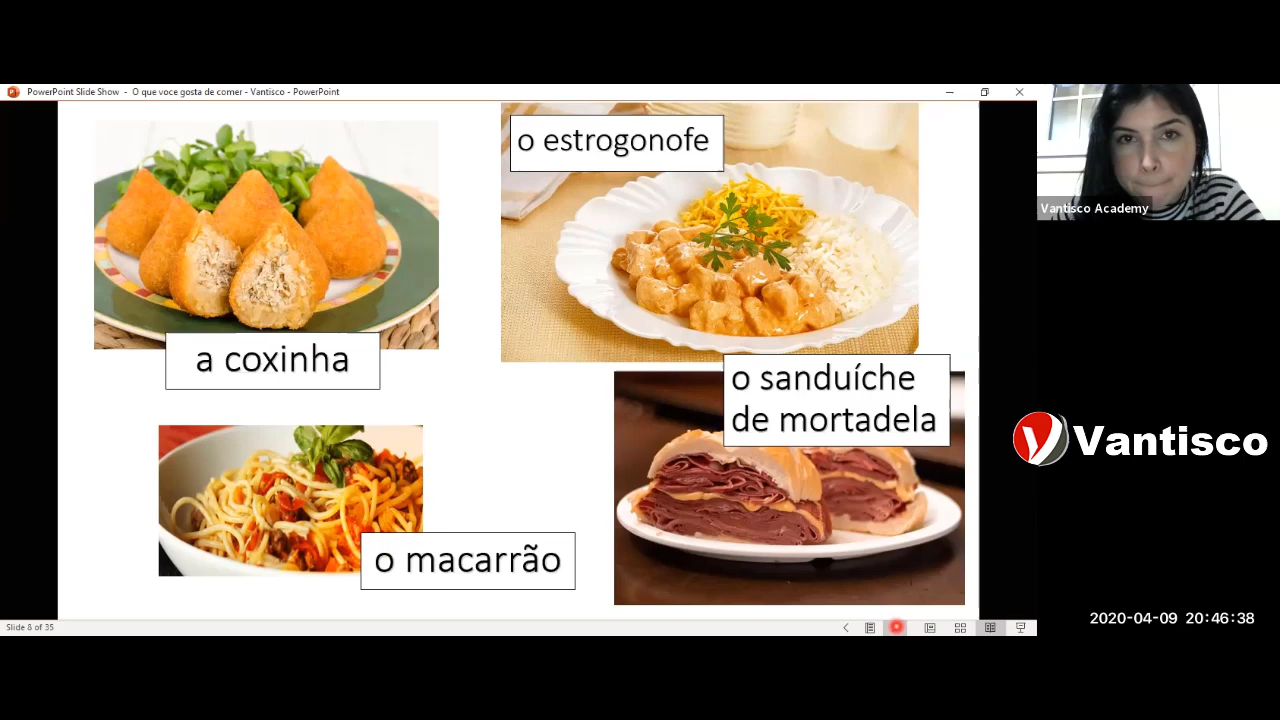 PowerPoint Slide Show - O que voce gosta de comer - Vantisco - PowerPoint
o estrogonofe
a coxinha
o sanduíche
de mortadela
o macarrão
Slide 8 of 35
Vantisco Academy
Vantisco
2020-04-09 20:46:38